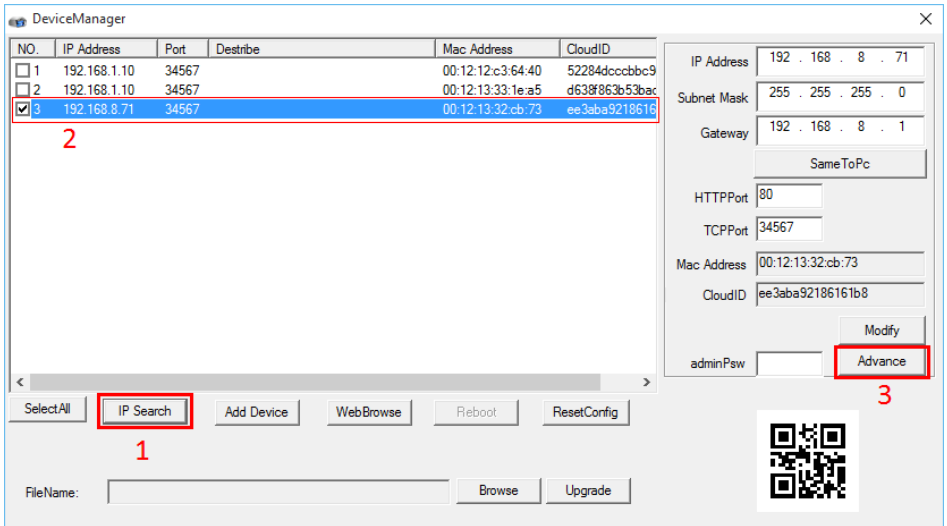 DeviceManager
NO. IP Address Port Destribe Mac Address CloudID
1 192.168.1.10 34567 00:12:12:c3:64:40 52284dcccbbc9
2 192.168.1.10 34567 00:12:13:33:1e:a5 d638f863b53bac
3 192.168.8.71 34567 00:12:13:32:cb:73 ee3aba9218616
2
IP Address 192 . 168 . 8 . 71
Subnet Mask 255 . 255 . 255 . 0
Gateway 192 . 168 . 8 . 1
SameToPc
HTTPPort 80
TCPPort 34567
Mac Address 00:12:13:32:cb:73
CloudID ee3aba92186161b8
Modify
adminPsw Advance
3
SelectAll IP Search Add Device WebBrowse Reboot ResetConfig
1
FileName: Browse Upgrade